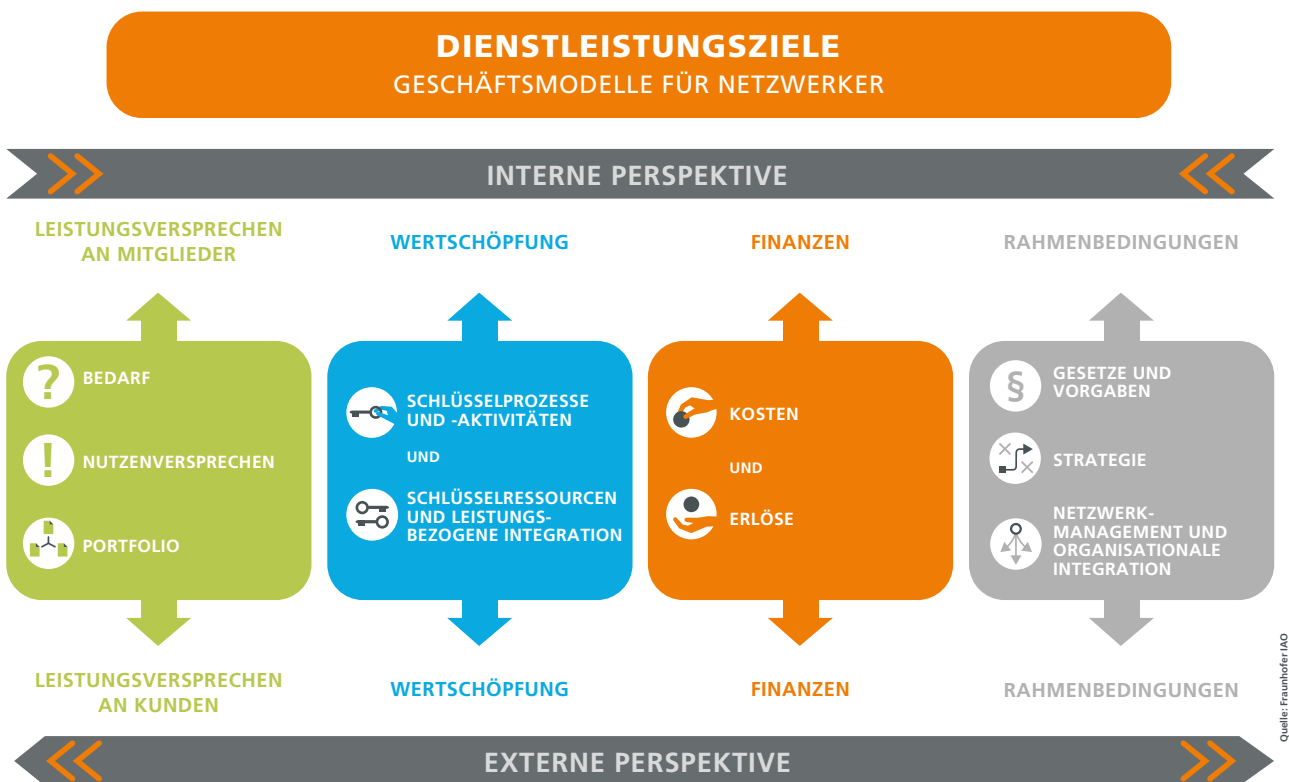 DIENSTLEISTUNGSZIELE
GESCHÄFTSMODELLE FÜR NETZWERKER
INTERNE PERSPEKTIVE
LEISTUNGSVERSPRECHEN
AN MITGLIEDER
WERTSCHÖPFUNG
FINANZEN
RAHMENBEDINGUNGEN
?
BEDARF
!
NUTZENVERSPRECHEN
PORTFOLIO
SCHLÜSSELPROZESSE
UND -AKTIVITÄTEN
UND
SCHLÜSSELRESSOURCEN
UND LEISTUNGS-
BEZOGENE INTEGRATION
KOSTEN
UND
ERLÖSE
§
GESETZE UND
VORGABEN
STRATEGIE
NETZWERK-
MANAGEMENT UND
ORGANISATIONALE
INTEGRATION
LEISTUNGSVERSPRECHEN
AN KUNDEN
WERTSCHÖPFUNG
FINANZEN
RAHMENBEDINGUNGEN
EXTERNE PERSPEKTIVE
Quelle: Fraunhofer IAO